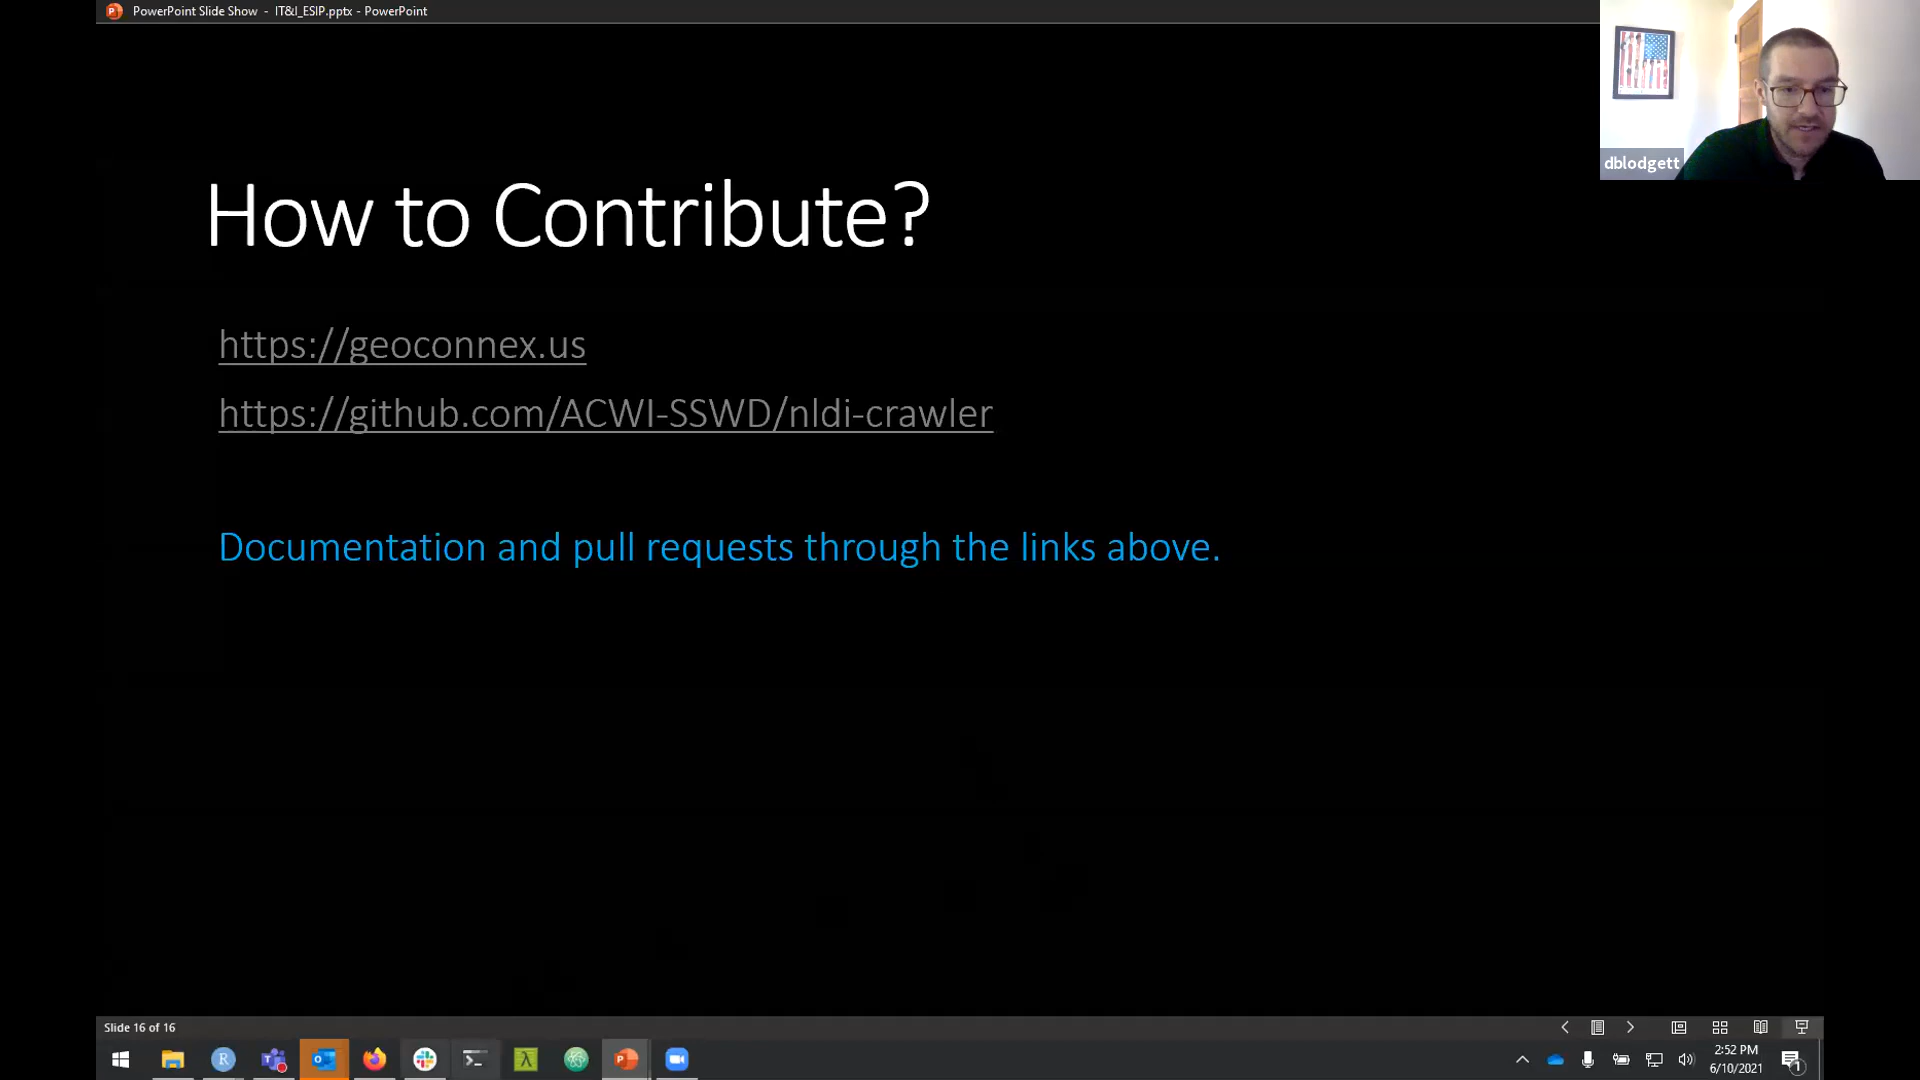 PowerPoint Slide Show - IT&I_ESIP.pptx - PowerPoint
dblodgett
How to Contribute?
https://geoconnex.us
https://github.com/ACWI-SSWD/nldi-crawler
Documentation and pull requests through the links above.
Slide 16 of 16
2:52 PM
6/10/2021
1